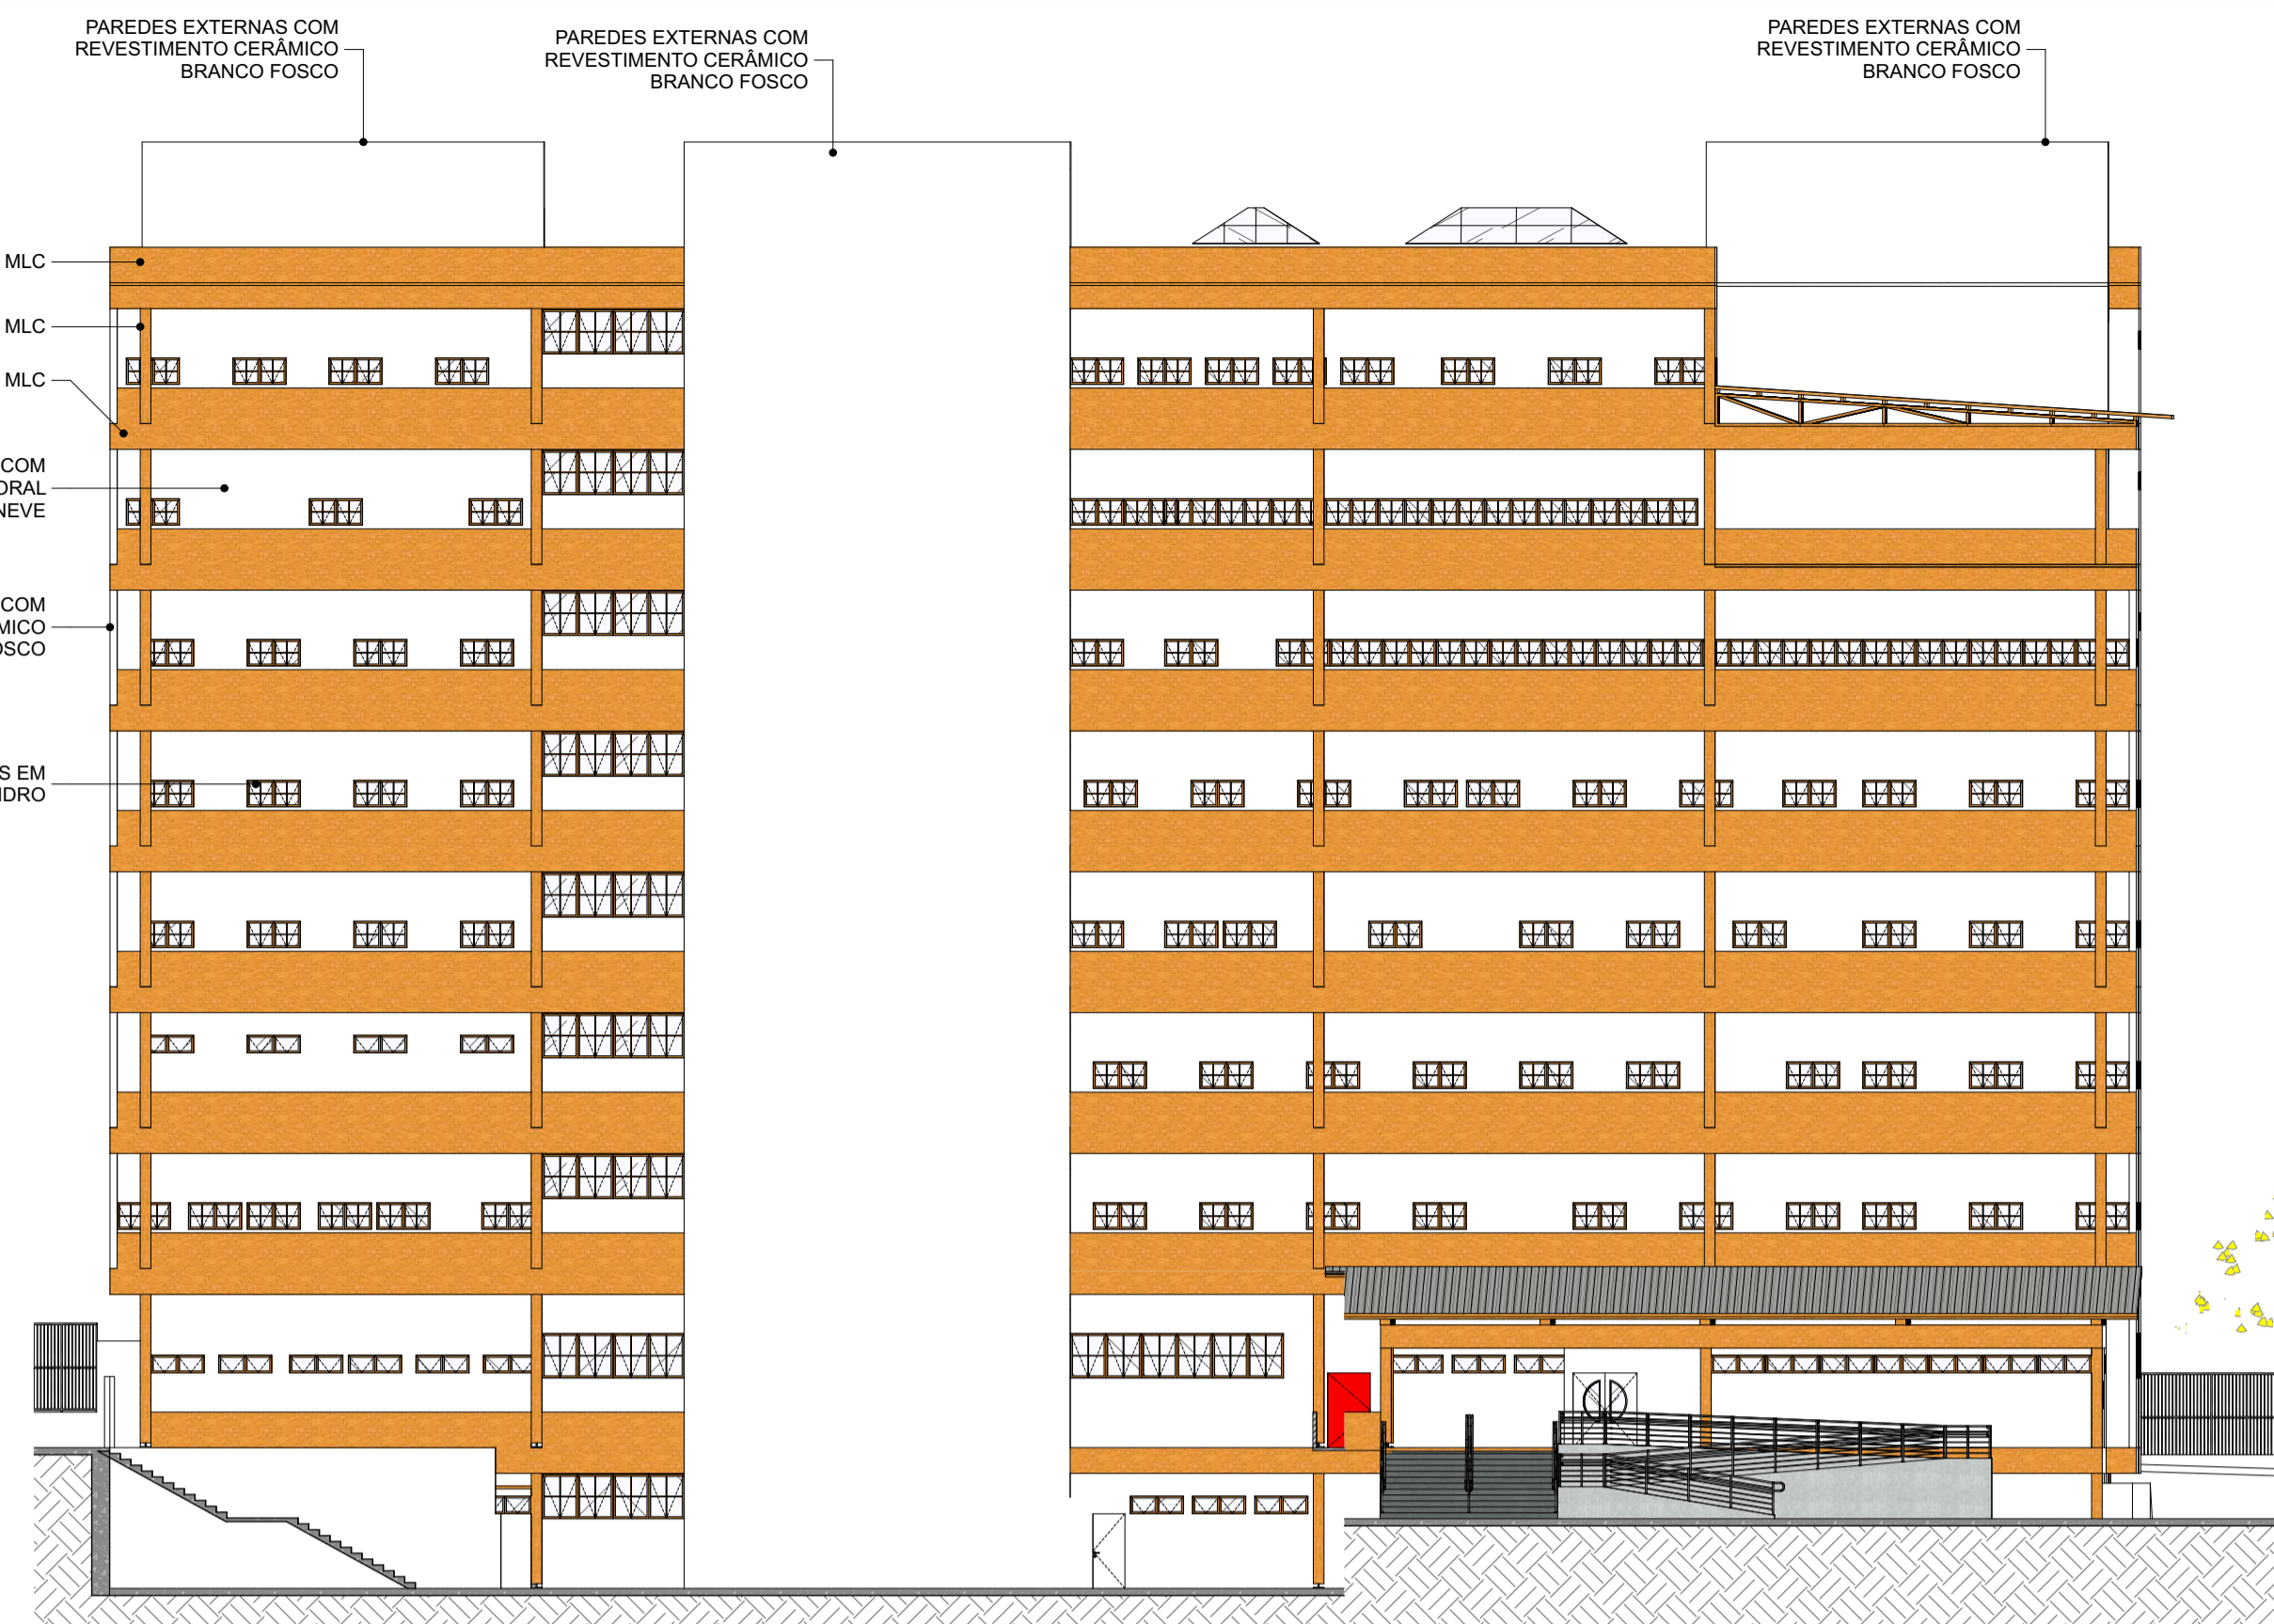 PAREDES EXTERNAS COM
REVESTIMENTO CERÂMICO
BRANCO FOSCO
PAREDES EXTERNAS COM
REVESTIMENTO CERÂMICO
BRANCO FOSCO
PAREDES EXTERNAS COM
REVESTIMENTO CERÂMICO
BRANCO FOSCO
MLC
MLC
MLC
COM
ORAL
NEVE
COM
MICO
OSCO
S EM
IDRO